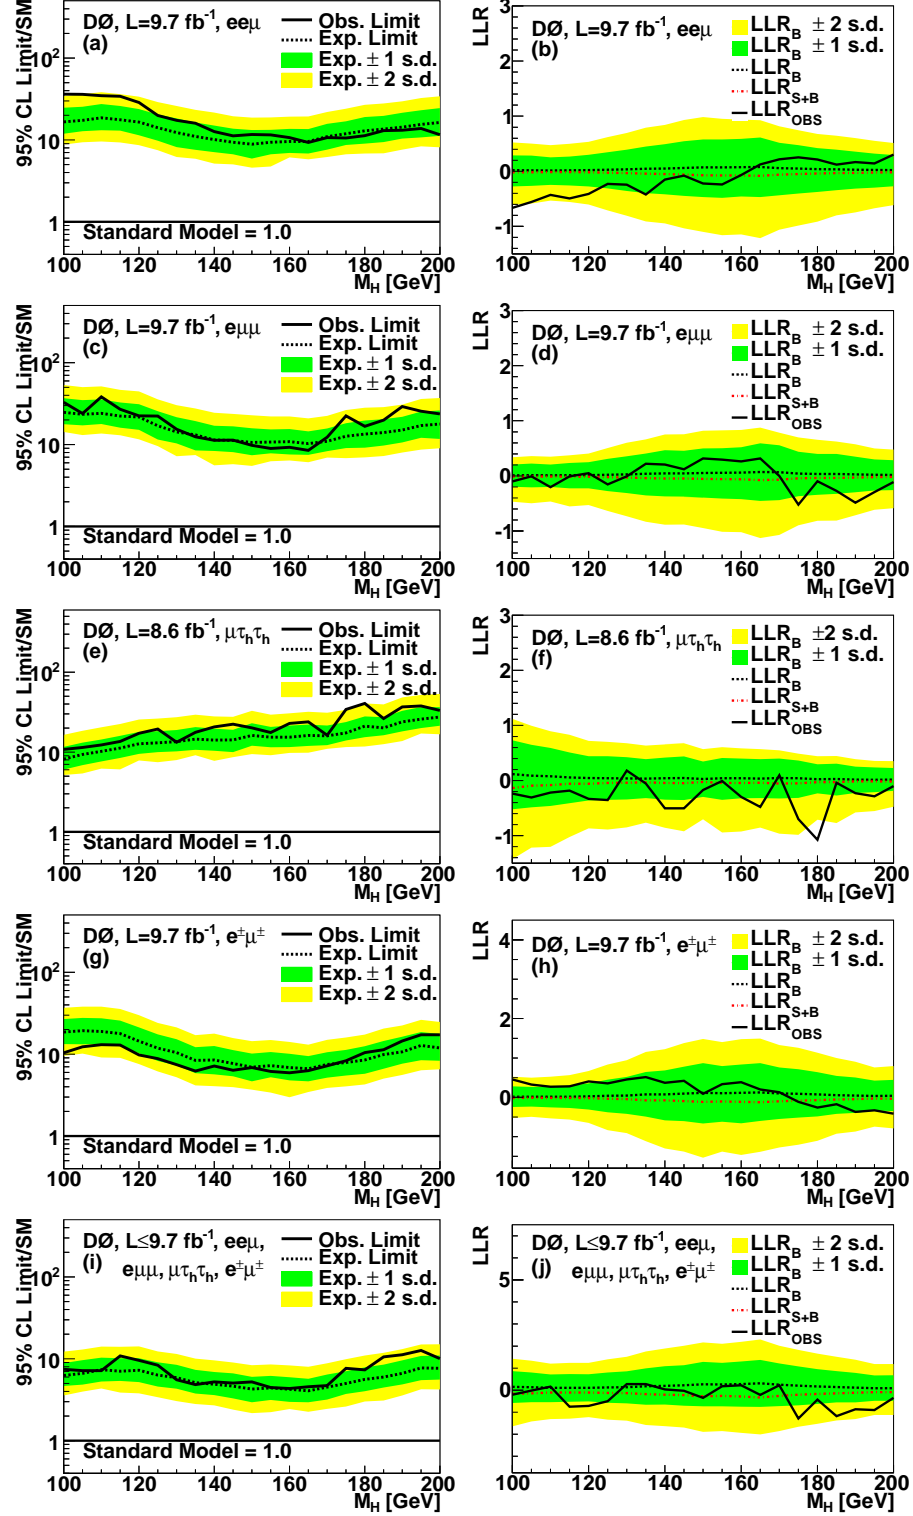 95% CL Limit/SM
DØ, L=9.7 fb⁻¹, eeμ
(a)
Obs. Limit
Exp. Limit
Exp. ± 1 s.d.
Exp. ± 2 s.d.
10²
10
1
Standard Model = 1.0
100 120 140 160 180 200
M_H [GeV]
LLR
DØ, L=9.7 fb⁻¹, eeμ
(b)
LLR_B ± 2 s.d.
LLR_B ± 1 s.d.
LLR_B
LLR_S+B
LLR_OBS
3
2
1
0
-1
100 120 140 160 180 200
M_H [GeV]
95% CL Limit/SM
DØ, L=9.7 fb⁻¹, eμμ
(c)
Obs. Limit
Exp. Limit
Exp. ± 1 s.d.
Exp. ± 2 s.d.
10²
10
1
Standard Model = 1.0
100 120 140 160 180 200
M_H [GeV]
LLR
DØ, L=9.7 fb⁻¹, eμμ
(d)
LLR_B ± 2 s.d.
LLR_B ± 1 s.d.
LLR_B
LLR_S+B
LLR_OBS
3
2
1
0
-1
100 120 140 160 180 200
M_H [GeV]
95% CL Limit/SM
DØ, L=8.6 fb⁻¹, μτ_hτ_h
(e)
Obs. Limit
Exp. Limit
Exp. ± 1 s.d.
Exp. ± 2 s.d.
10²
10
1
Standard Model = 1.0
100 120 140 160 180 200
M_H [GeV]
LLR
DØ, L=8.6 fb⁻¹, μτ_hτ_h
(f)
LLR_B ±2 s.d.
LLR_B ± 1 s.d.
LLR_B
LLR_S+B
LLR_OBS
3
2
1
0
-1
100 120 140 160 180 200
M_H [GeV]
95% CL Limit/SM
DØ, L=9.7 fb⁻¹, e±μ±
(g)
Obs. Limit
Exp. Limit
Exp. ± 1 s.d.
Exp. ± 2 s.d.
10²
10
1
Standard Model = 1.0
100 120 140 160 180 200
M_H [GeV]
LLR
DØ, L=9.7 fb⁻¹, e±μ±
(h)
LLR_B ± 2 s.d.
LLR_B ± 1 s.d.
LLR_B
LLR_S+B
LLR_OBS
4
2
0
100 120 140 160 180 200
M_H [GeV]
95% CL Limit/SM
DØ, L≤9.7 fb⁻¹, eeμ,
(i) eμμ, μτ_hτ_h, e±μ±
Obs. Limit
Exp. Limit
Exp. ± 1 s.d.
Exp. ± 2 s.d.
10²
10
1
Standard Model = 1.0
100 120 140 160 180 200
M_H [GeV]
LLR
DØ, L≤9.7 fb⁻¹, eeμ,
(j) eμμ, μτ_hτ_h, e±μ±
LLR_B ± 2 s.d.
LLR_B ± 1 s.d.
LLR_B
LLR_S+B
LLR_OBS
5
0
100 120 140 160 180 200
M_H [GeV]